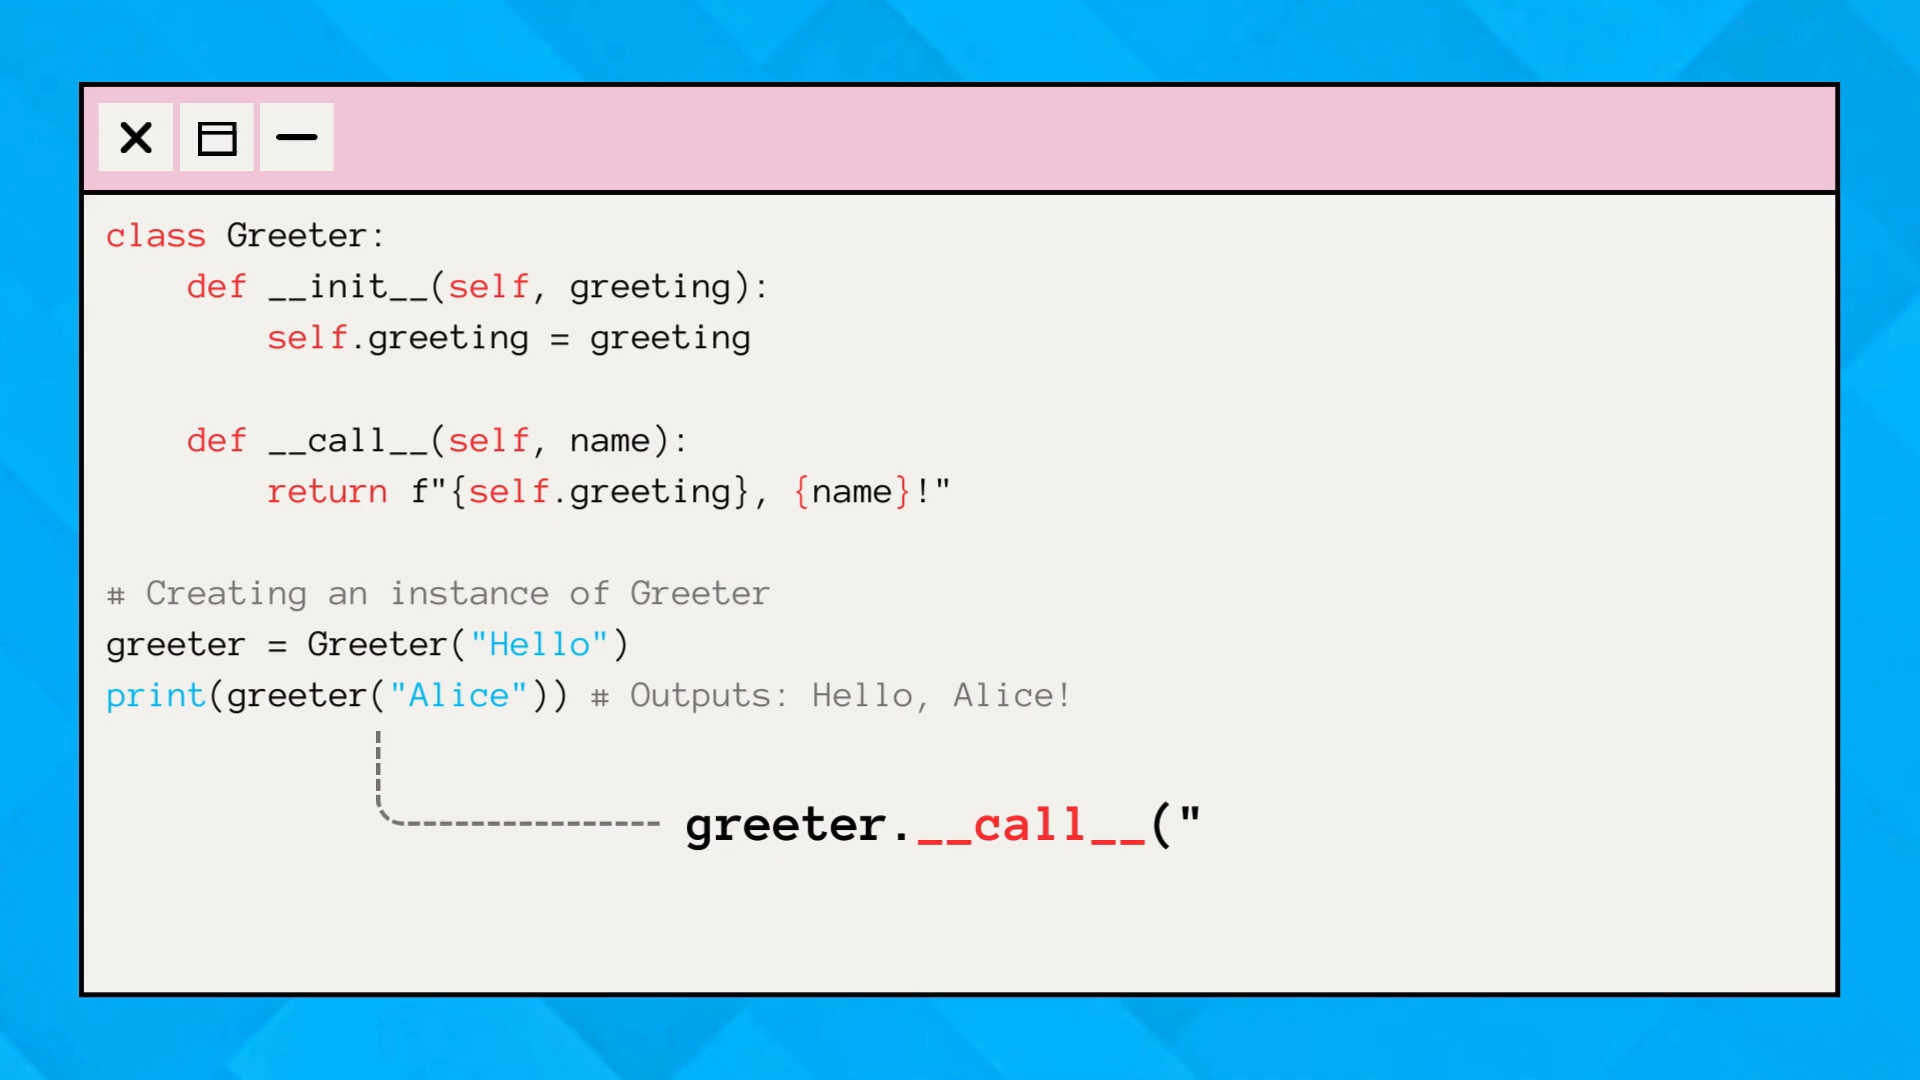 class Greeter:
    def __init__(self, greeting):
        self.greeting = greeting
    def __call__(self, name):
        return f"{self.greeting}, {name}!"
# Creating an instance of Greeter
greeter = Greeter("Hello")
print(greeter("Alice")) # Outputs: Hello, Alice!
greeter.__call__("